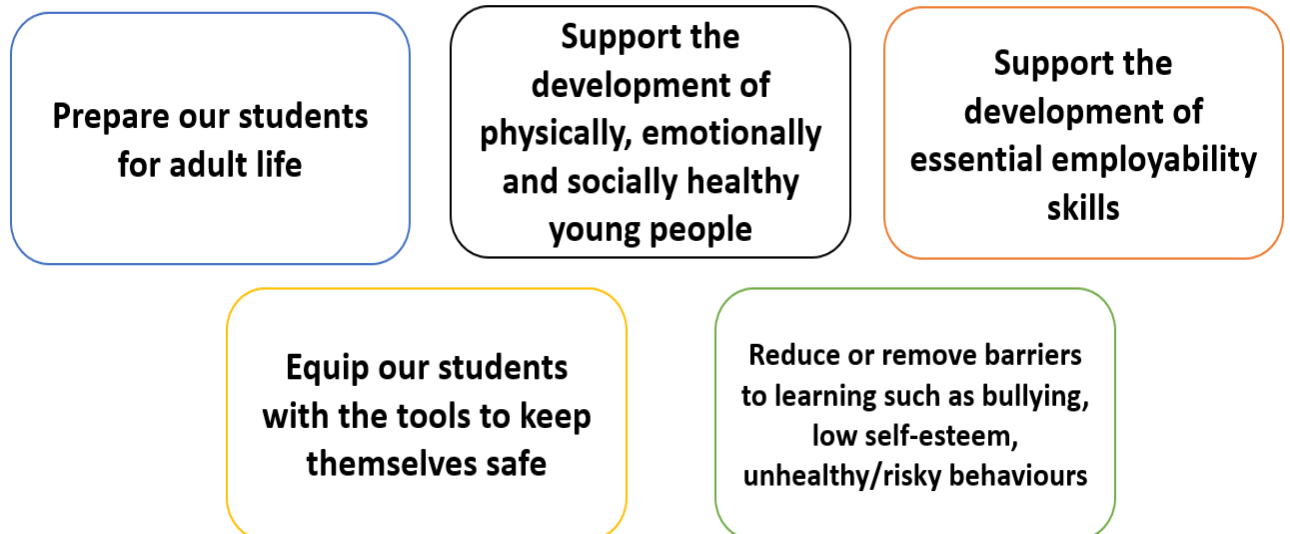 Prepare our students
for adult life
Support the
development of
physically, emotionally
and socially healthy
young people
Support the
development of
essential employability
skills
Equip our students
with the tools to keep
themselves safe
Reduce or remove barriers
to learning such as bullying,
low self-esteem,
unhealthy/risky behaviours